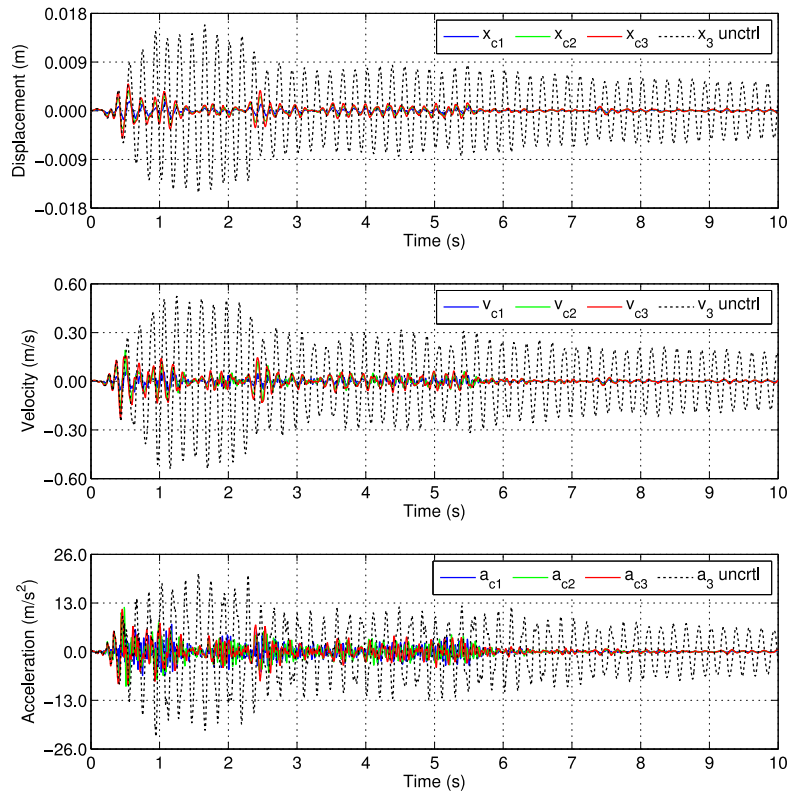 0.018
0.009
0.000
−0.009
−0.018
Displacement (m)
x_c1 x_c2 x_c3 x_3 unctrl
0 1 2 3 4 5 6 7 8 9 10
Time (s)
0.60
0.30
0.00
−0.30
−0.60
Velocity (m/s)
v_c1 v_c2 v_c3 v_3 unctrl
0 1 2 3 4 5 6 7 8 9 10
Time (s)
26.0
13.0
0.0
−13.0
−26.0
Acceleration (m/s²)
a_c1 a_c2 a_c3 a_3 uncrtl
0 1 2 3 4 5 6 7 8 9 10
Time (s)